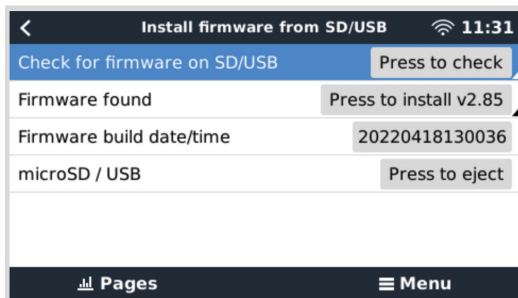 Install firmware from SD/USB 11:31
Check for firmware on SD/USB Press to check
Firmware found Press to install v2.85
Firmware build date/time 20220418130036
microSD / USB Press to eject
Pages Menu